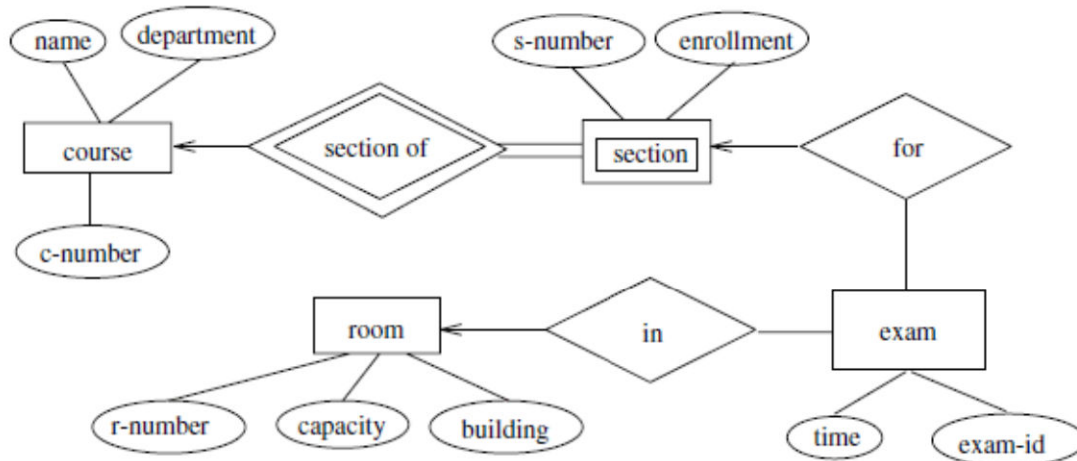 name
department
s-number
enrollment
course
section of
section
for
c-number
room
in
exam
r-number
capacity
building
time
exam-id